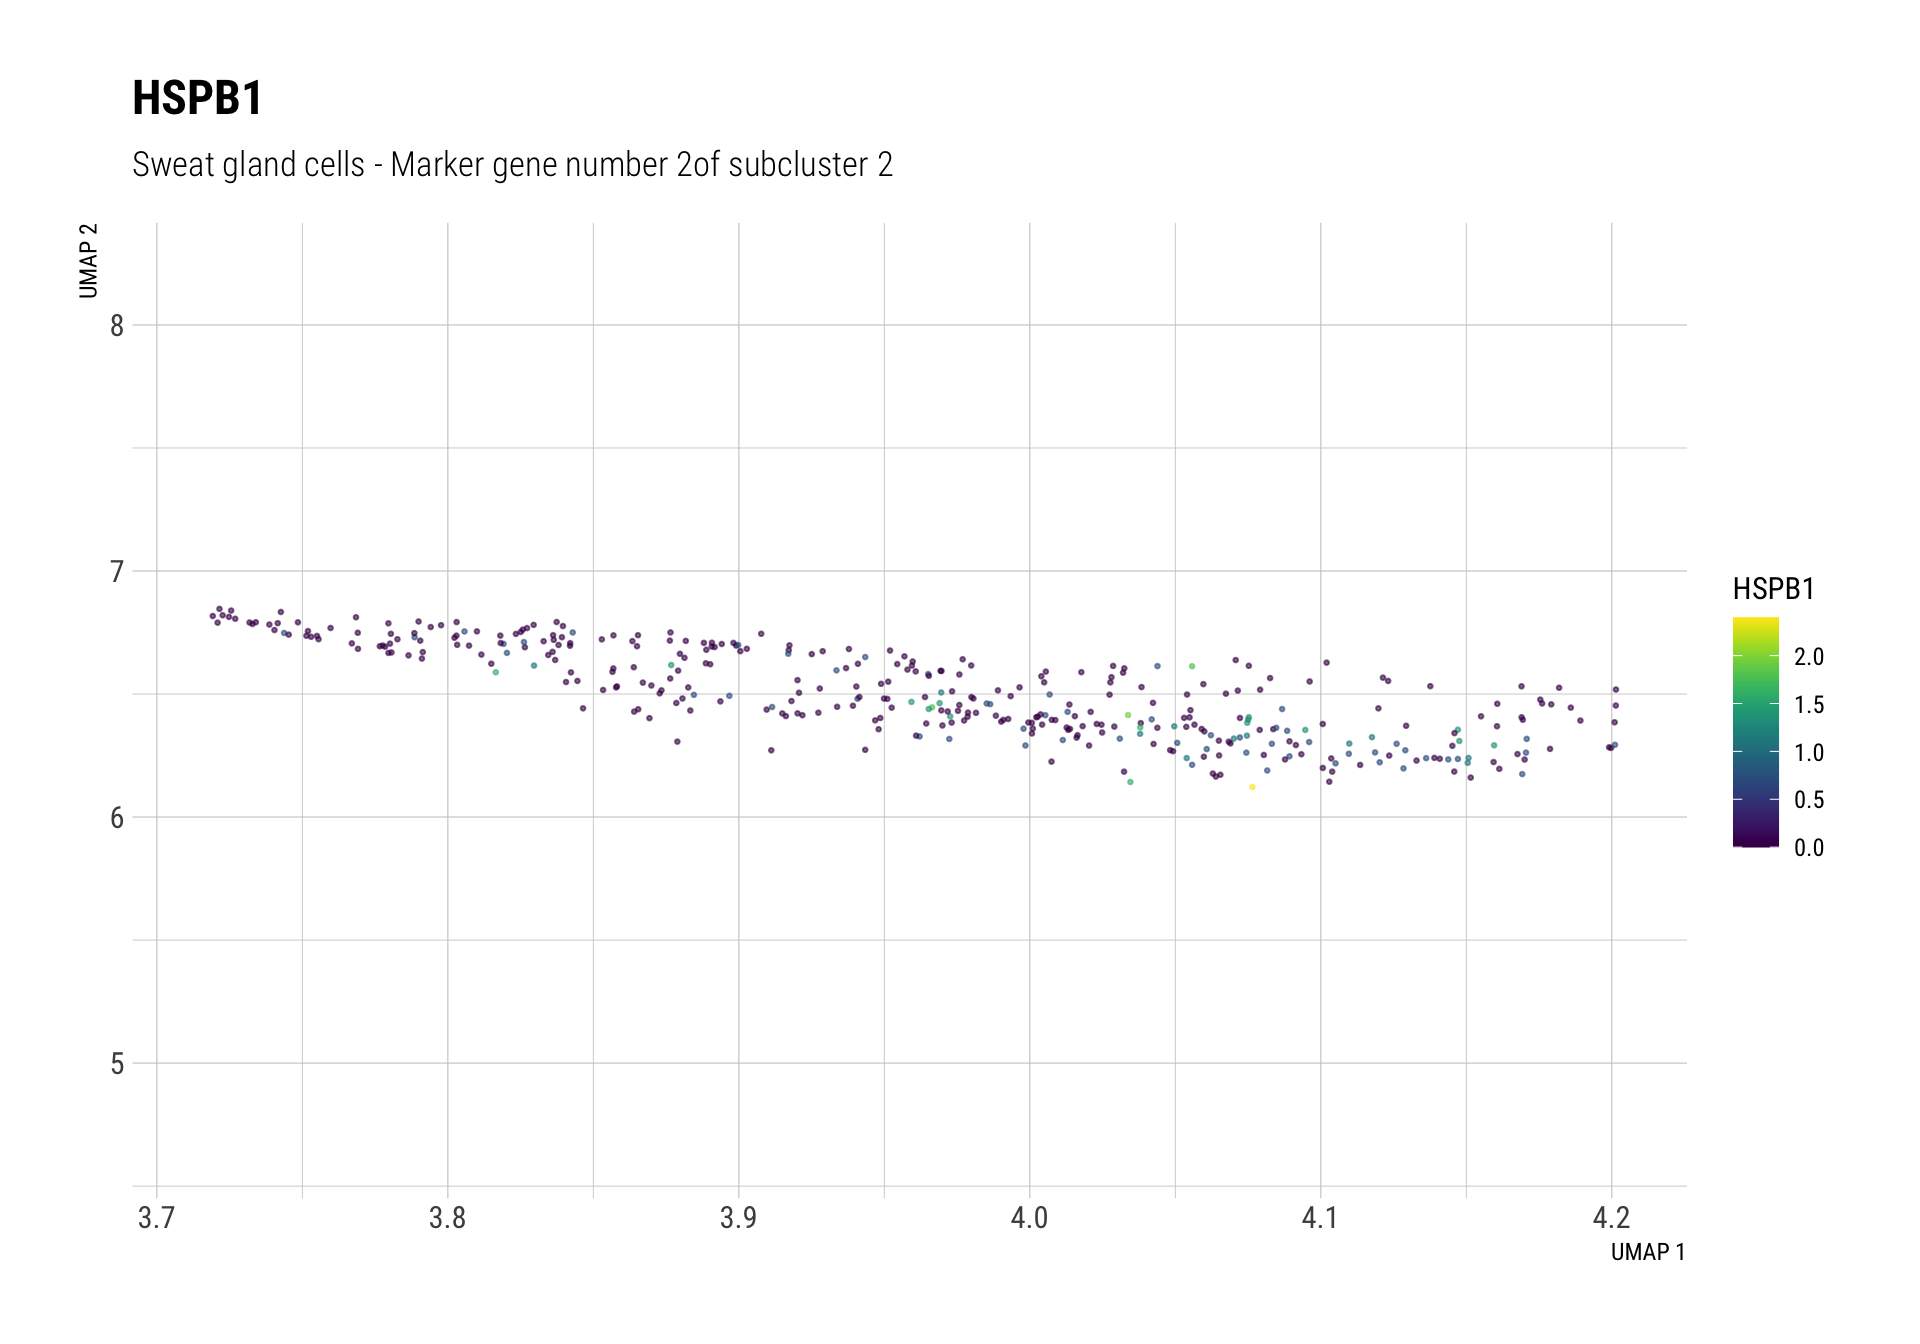 HSPB1
Sweat gland cells - Marker gene number 2of subcluster 2
UMAP 2
8
7
6
5
3.7 3.8 3.9 4.0 4.1 4.2
UMAP 1
HSPB1
2.0
1.5
1.0
0.5
0.0